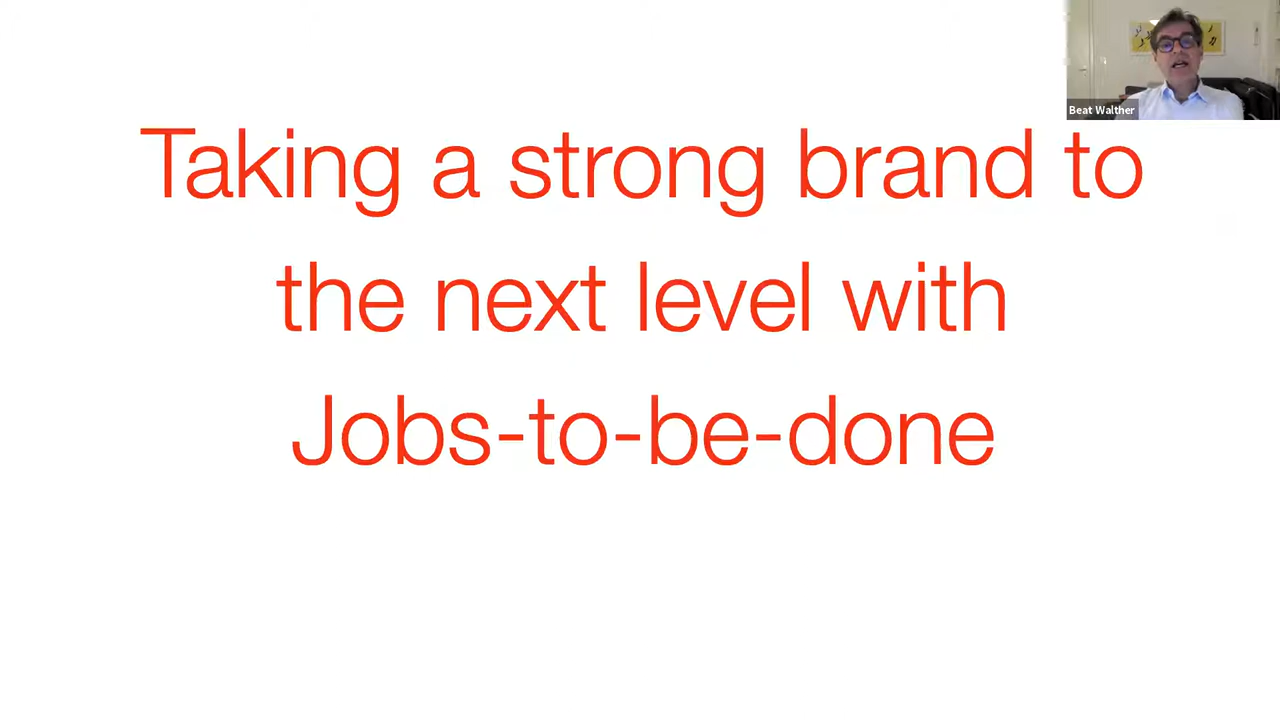 Beat Walther
Taking a strong brand to
the next level with
Jobs-to-be-done